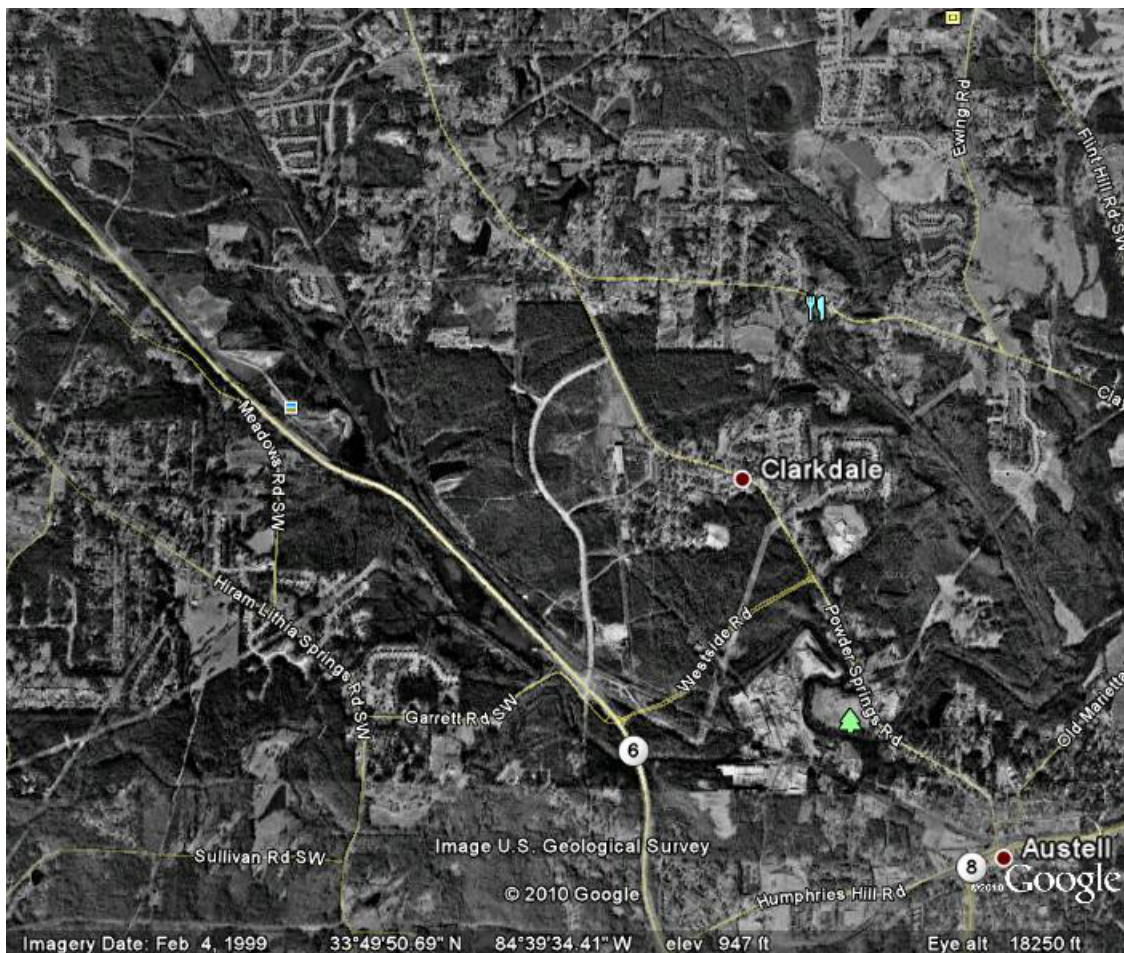 Ewing Rd
Flint Hill Rd SW
Cla
Meadows Rd SW
Clarkdale
Hiram Lithia Springs Rd SW
Westside Rd
Powder Springs Rd
Garrett Rd SW
Old Marietta
6
Image U.S. Geological Survey
Sullivan Rd SW
Austell
8
©2010 Google
© 2010 Google
Humphries Hill Rd
Imagery Date: Feb 4, 1999 33°49'50.69" N 84°39'34.41" W elev 947 ft Eye alt 18250 ft